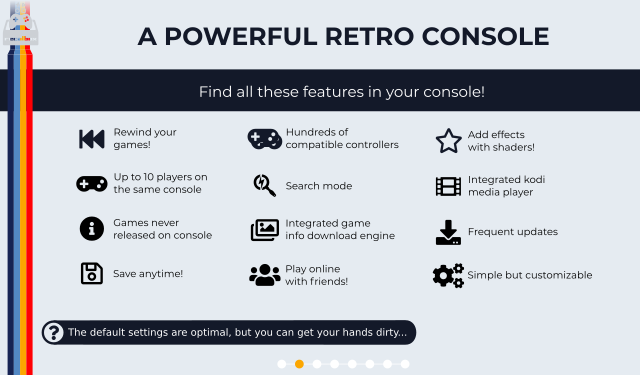 A POWERFUL RETRO CONSOLE
Find all these features in your console!
Rewind your
games!
Hundreds of
compatible controllers
Add effects
with shaders!
Up to 10 players on
the same console
Search mode
Integrated kodi
media player
Games never
released on console
Integrated game
info download engine
Frequent updates
Save anytime!
Play online
with friends!
Simple but customizable
The default settings are optimal, but you can get your hands dirty...